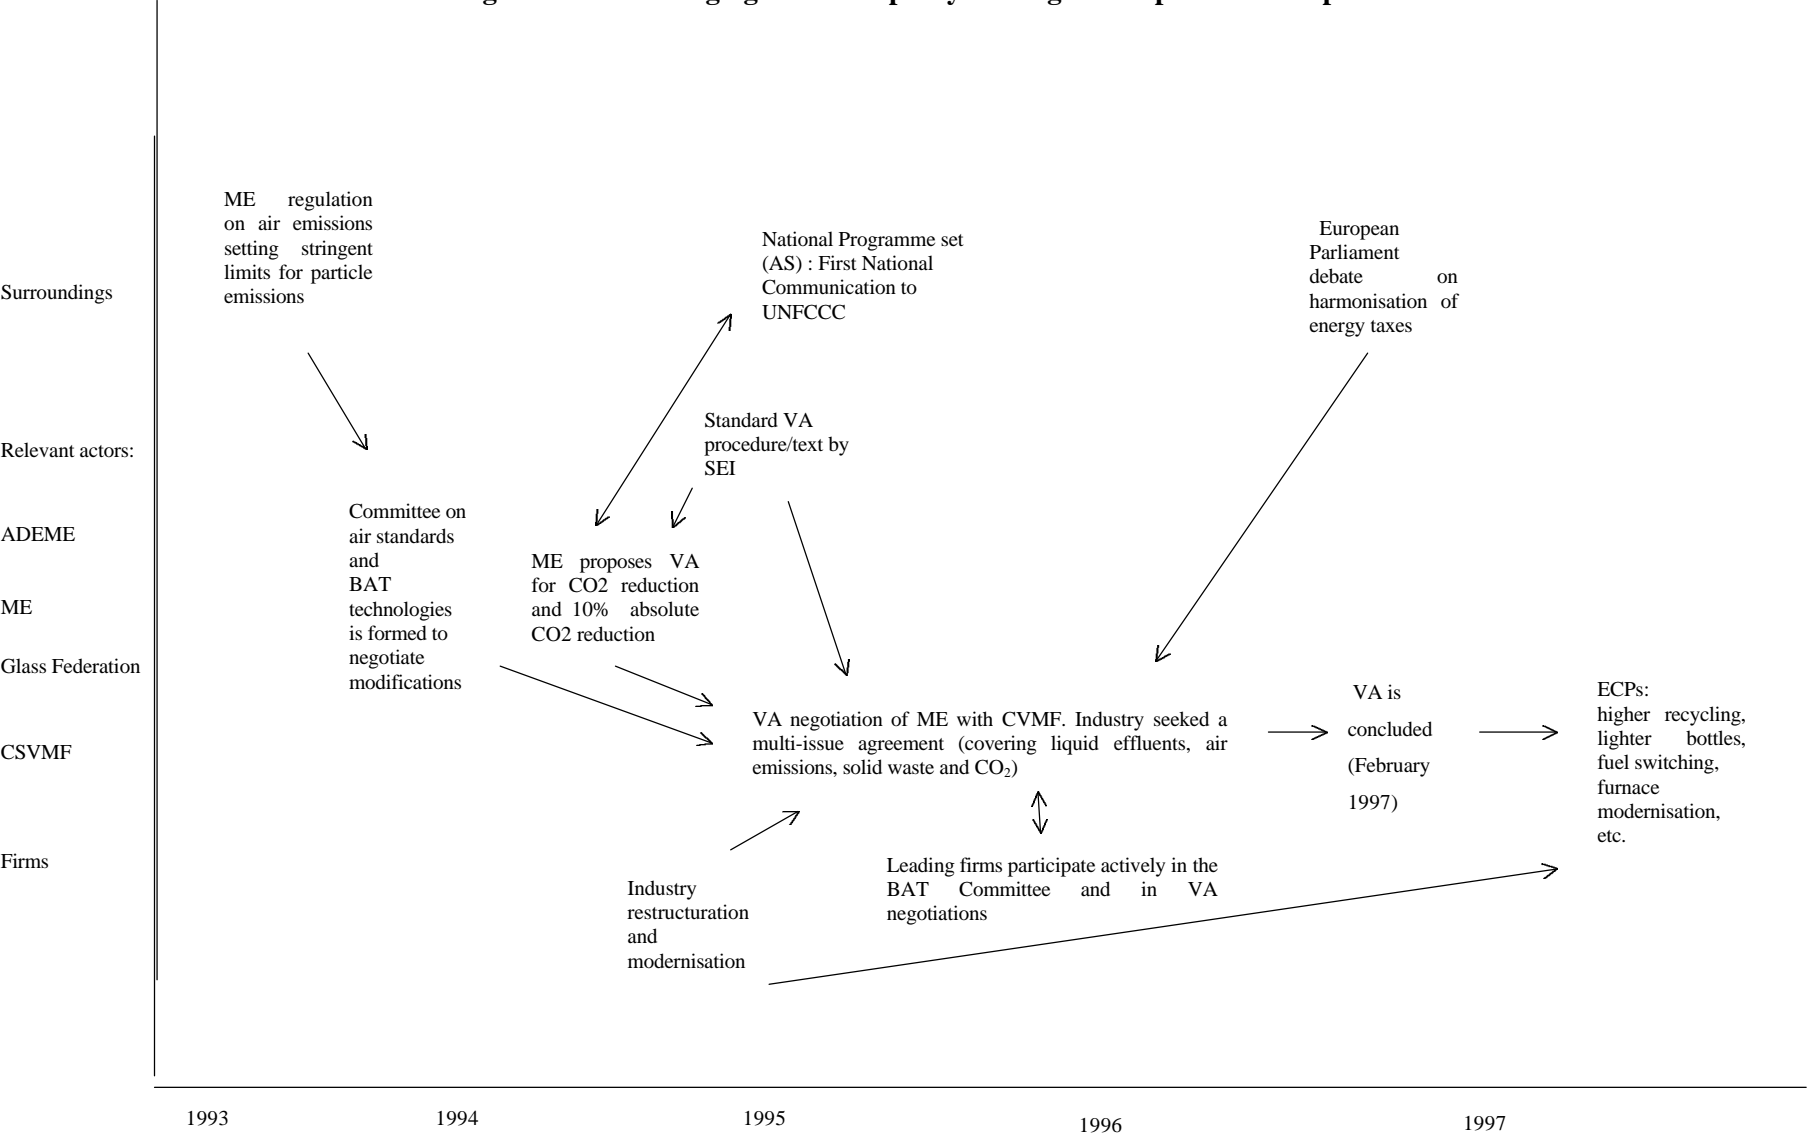 Surroundings
Relevant actors:
ADEME
ME
Glass Federation
CSVMF
Firms
ME regulation
on air emissions
setting stringent
limits for particle
emissions
National Programme set
(AS) : First National
Communication to
UNFCCC
European
Parliament
debate on
harmonisation of
energy taxes
Standard VA
procedure/text by
SEI
Committee on
air standards
and
BAT
technologies
is formed to
negotiate
modifications
ME proposes VA
for CO2 reduction
and 10% absolute
CO2 reduction
VA negotiation of ME with CVMF. Industry seeked a
multi-issue agreement (covering liquid effluents, air
emissions, solid waste and CO₂)
VA is
concluded
(February
1997)
ECPs:
higher recycling,
lighter bottles,
fuel switching,
furnace
modernisation,
etc.
Leading firms participate actively in the
BAT Committee and in VA
negotiations
Industry
restructuration
and
modernisation
1993
1994
1995
1996
1997